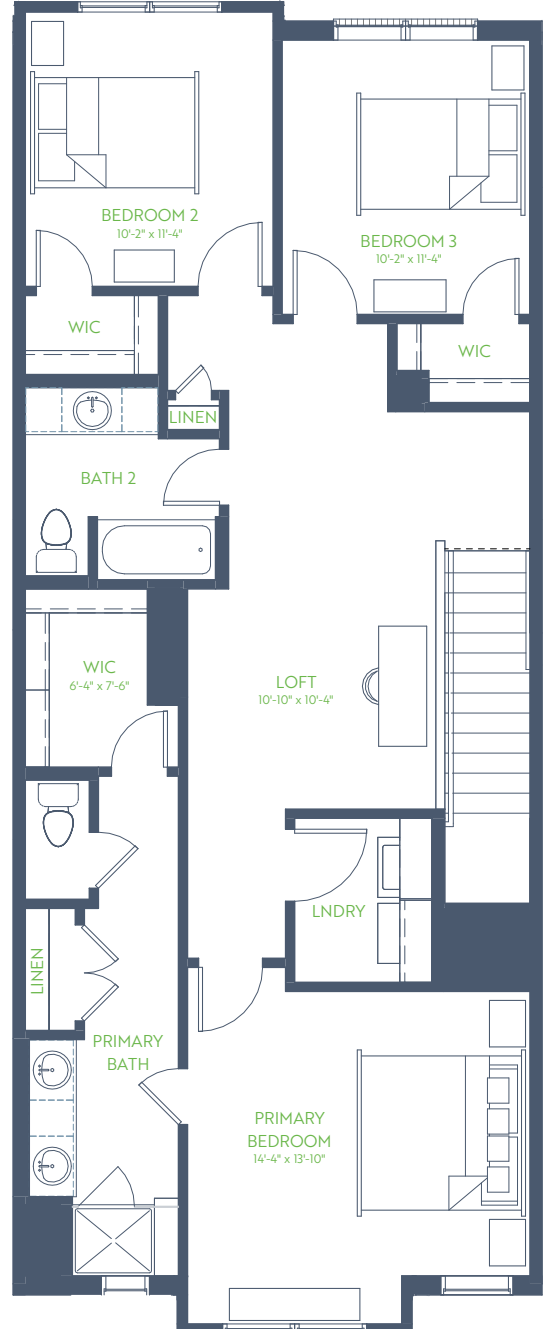 BEDROOM 2
10'-2" x 11'-4"
BEDROOM 3
10'-2" x 11'-4"
WIC
WIC
LINEN
BATH 2
WIC
6'-4" x 7'-6"
LOFT
10'-10" x 10'-4"
LNDRY
LINEN
PRIMARY
BATH
PRIMARY
BEDROOM
14'-4" x 13'-10"